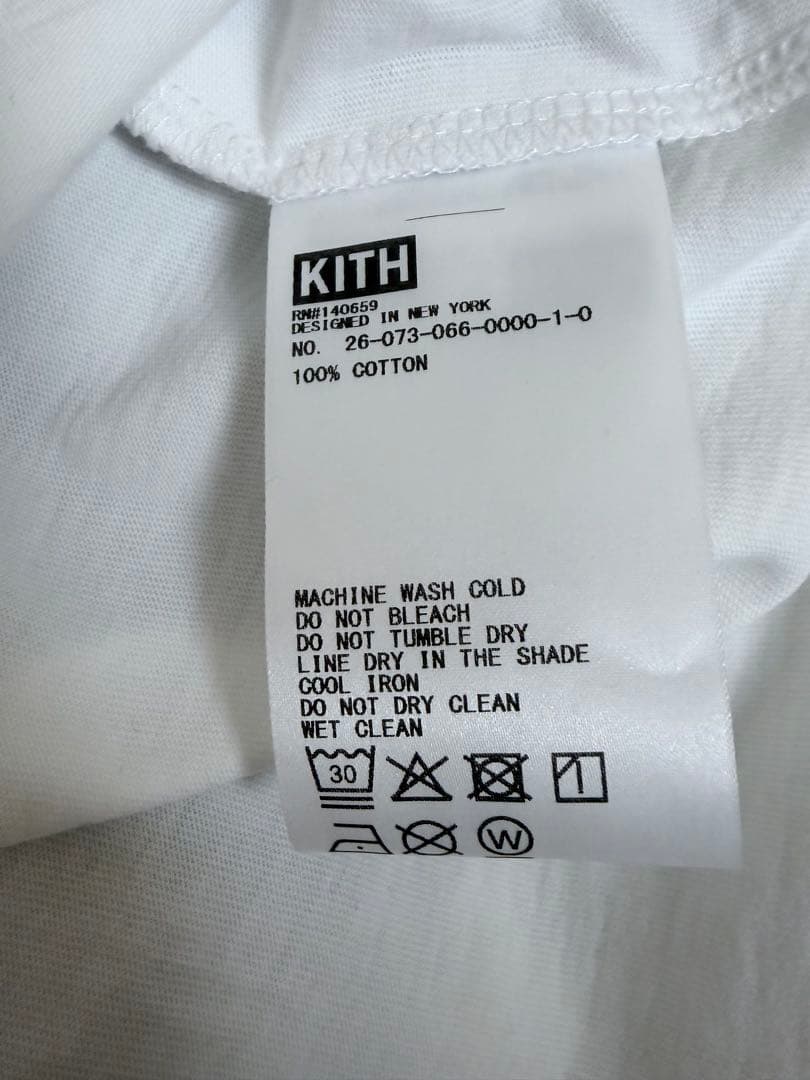 KITH
RN#140659
DESIGNED IN NEW YORK
NO. 26-073-066-0000-1-0
100% COTTON
MACHINE WASH COLD
DO NOT BLEACH
DO NOT TUMBLE DRY
LINE DRY IN THE SHADE
COOL IRON
DO NOT DRY CLEAN
WET CLEAN
30
W